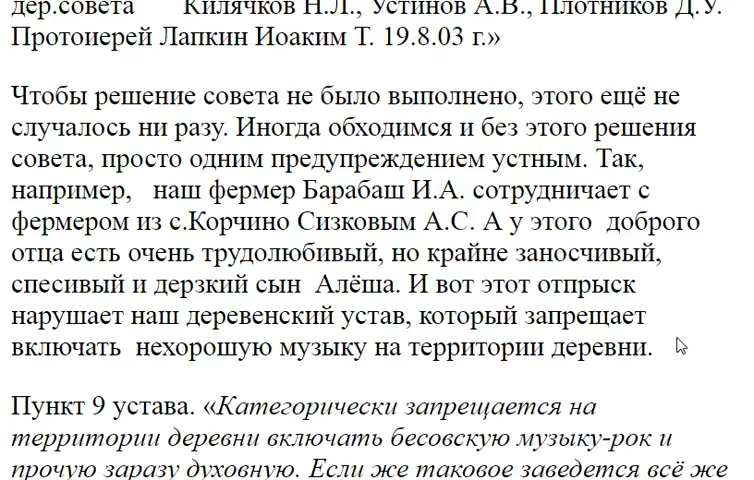 дер.совета Килячков Н.Л., Устинов А.В., Плотников Д.У.
Протоиерей Лапкин Иоаким Т. 19.8.03 г.»
Чтобы решение совета не было выполнено, этого ещё не
случалось ни разу. Иногда обходимся и без этого решения
совета, просто одним предупреждением устным. Так,
например, наш фермер Барабаш И.А. сотрудничает с
фермером из с.Корчино Сизковым А.С. А у этого доброго
отца есть очень трудолюбивый, но крайне заносчивый,
спесивый и дерзкий сын Алёша. И вот этот отпрыск
нарушает наш деревенский устав, который запрещает
включать нехорошую музыку на территории деревни.
Пункт 9 устава. «Категорически запрещается на
территории деревни включать бесовскую музыку-рок и
прочую заразу духовную. Если же таковое заведется всё же